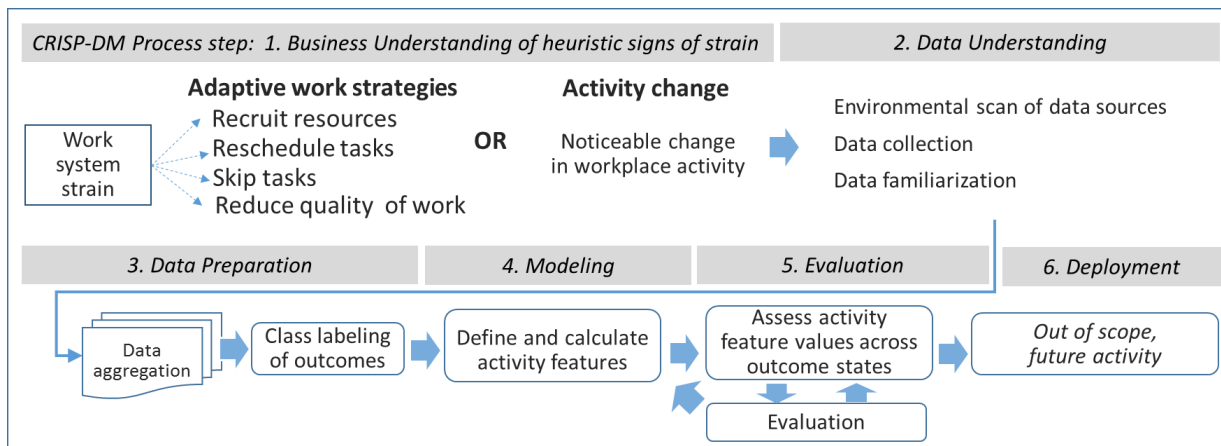 CRISP-DM Process step: 1. Business Understanding of heuristic signs of strain
2. Data Understanding
Work
system
strain
Adaptive work strategies
Recruit resources
Reschedule tasks
Skip tasks
Reduce quality of work
OR
Activity change
Noticeable change
in workplace activity
Environmental scan of data sources
Data collection
Data familiarization
3. Data Preparation
4. Modeling
5. Evaluation
6. Deployment
Data
aggregation
Class labeling
of outcomes
Define and calculate
activity features
Assess activity
feature values across
outcome states
Evaluation
Out of scope,
future activity